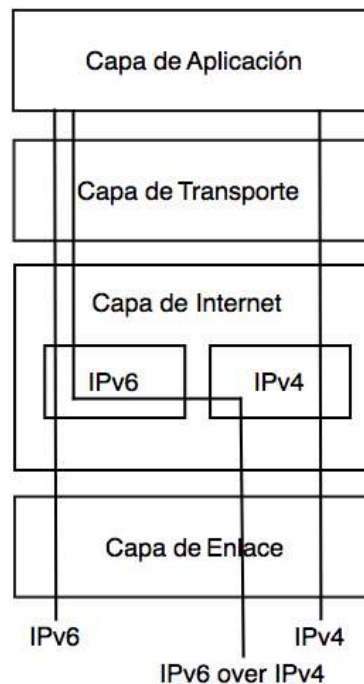 Capa de Aplicación
Capa de Transporte
Capa de Internet
IPv6
IPv4
Capa de Enlace
IPv6
IPv4
IPv6 over IPv4